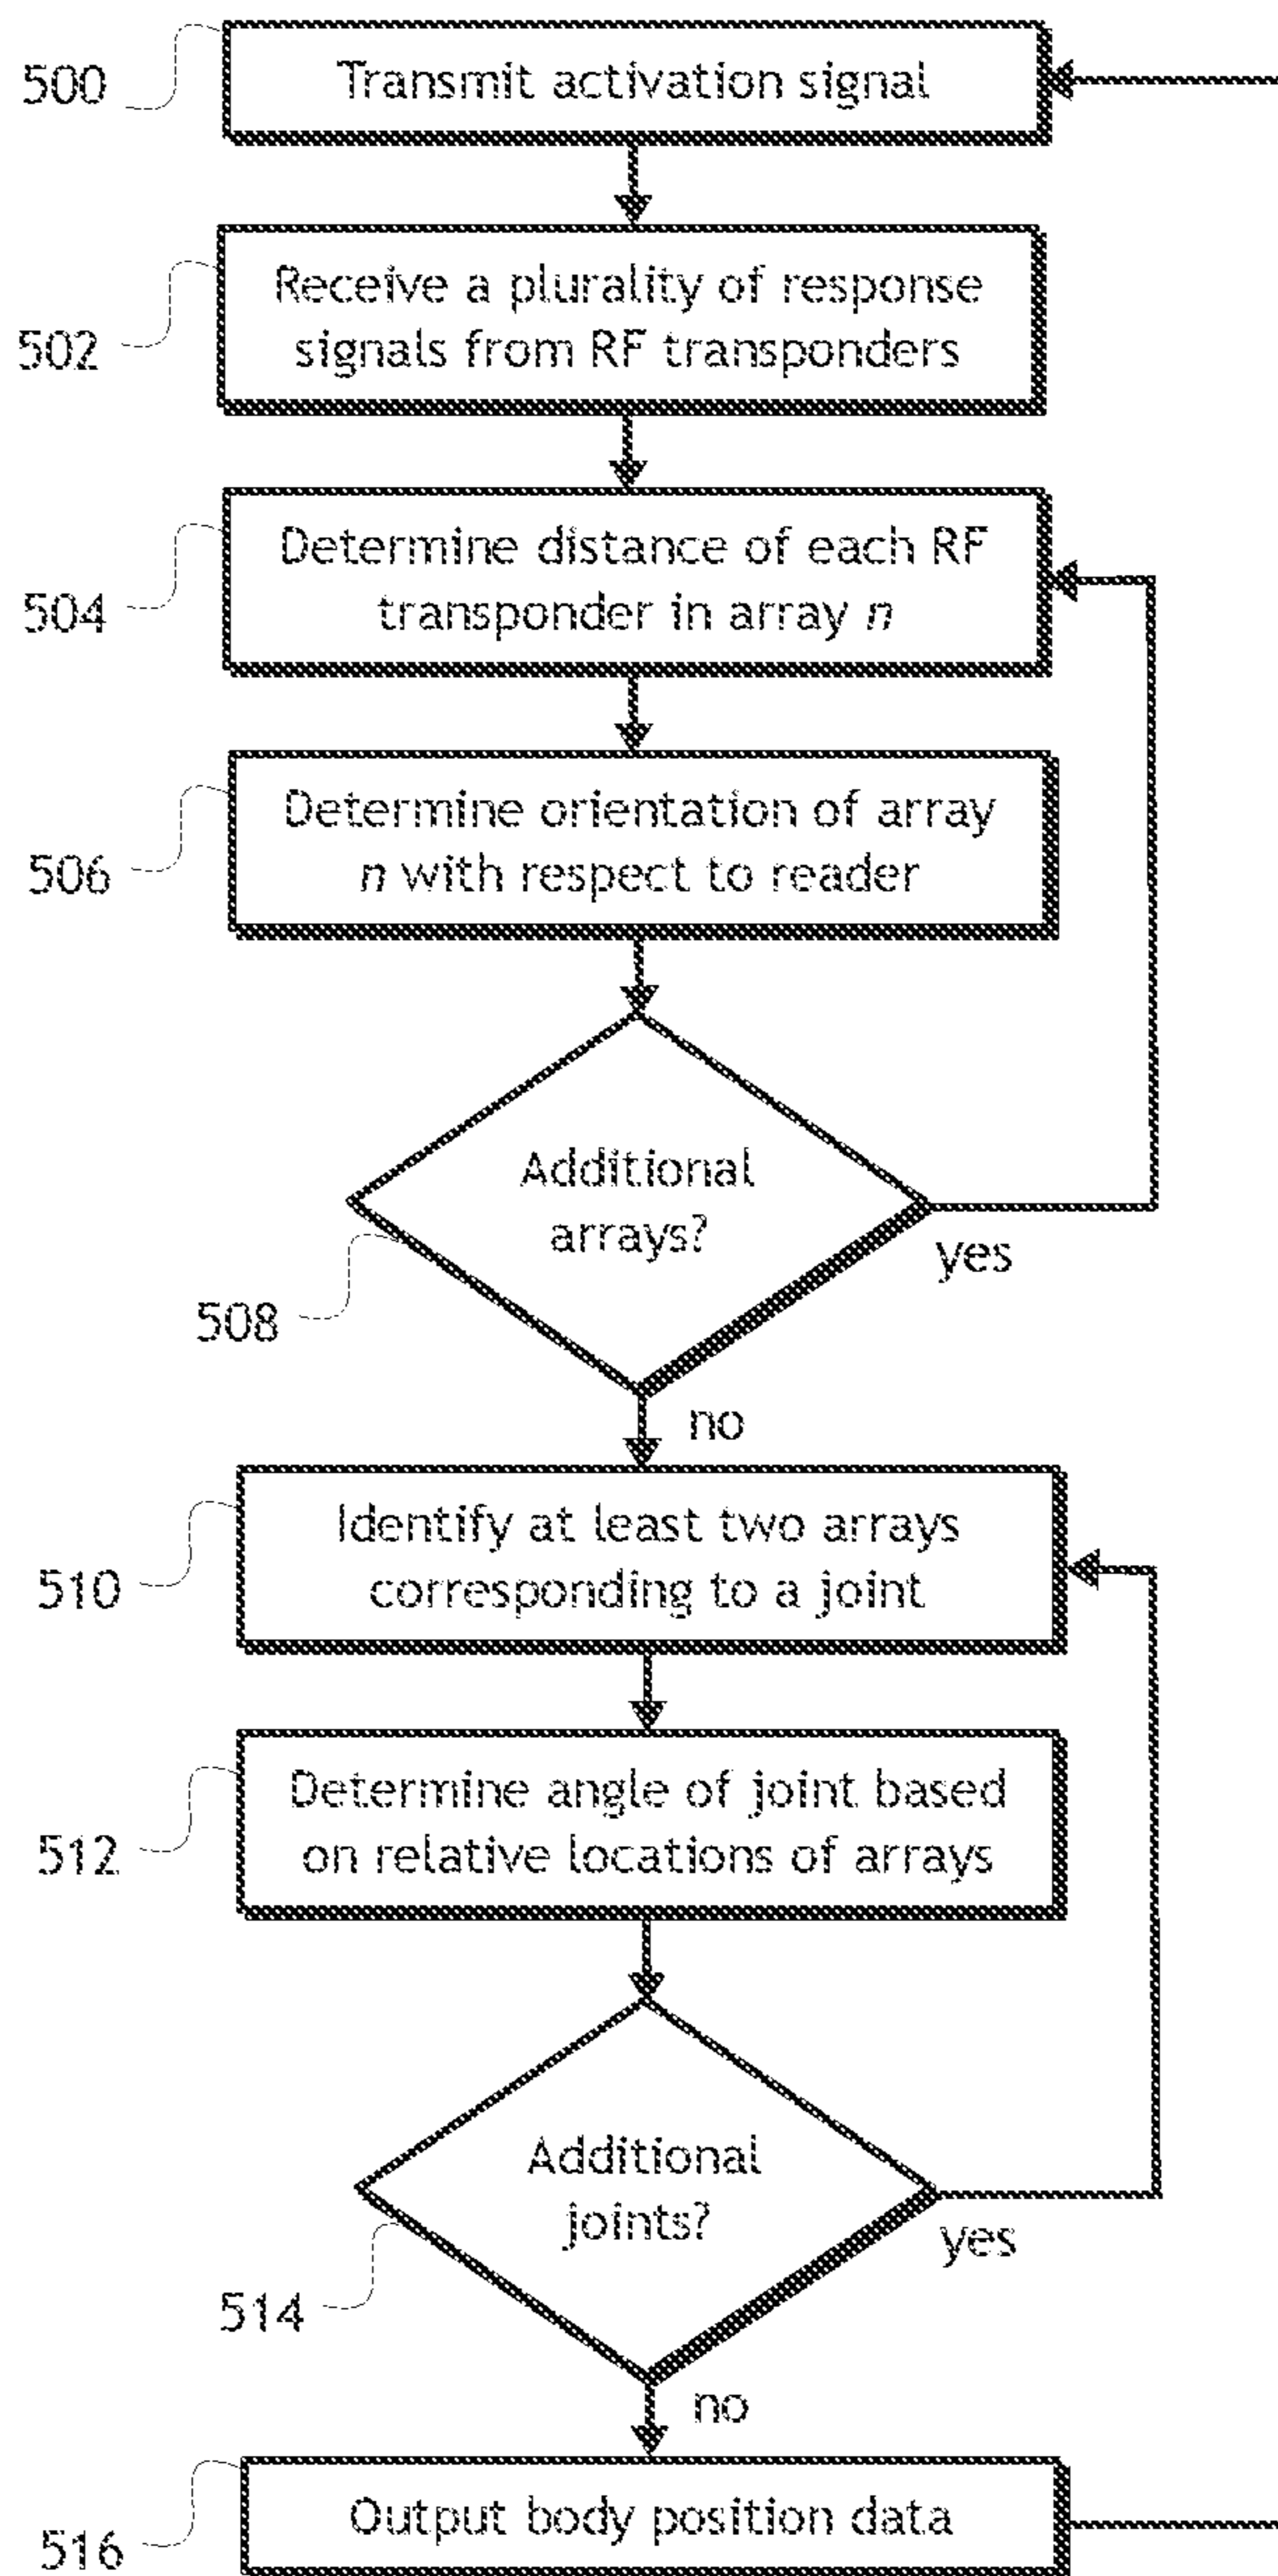 500
Transmit activation signal
502
Receive a plurality of response
signals from RF transponders
504
Determine distance of each RF
transponder in array n
506
Determine orientation of array
n with respect to reader
508
Additional
arrays?
yes
no
510
Identify at least two arrays
corresponding to a joint
512
Determine angle of joint based
on relative locations of arrays
514
Additional
joints?
yes
no
516
Output body position data